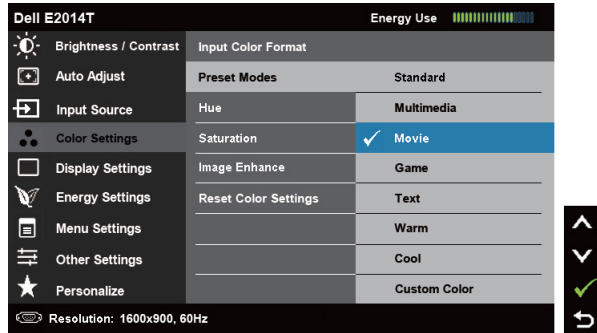 Dell E2014T Energy Use
Brightness / Contrast Input Color Format
Auto Adjust Preset Modes Standard
Input Source Hue Multimedia
Color Settings Saturation Movie
Display Settings Image Enhance Game
Energy Settings Reset Color Settings Text
Menu Settings Warm
Other Settings Cool
Personalize Custom Color
Resolution: 1600x900, 60Hz